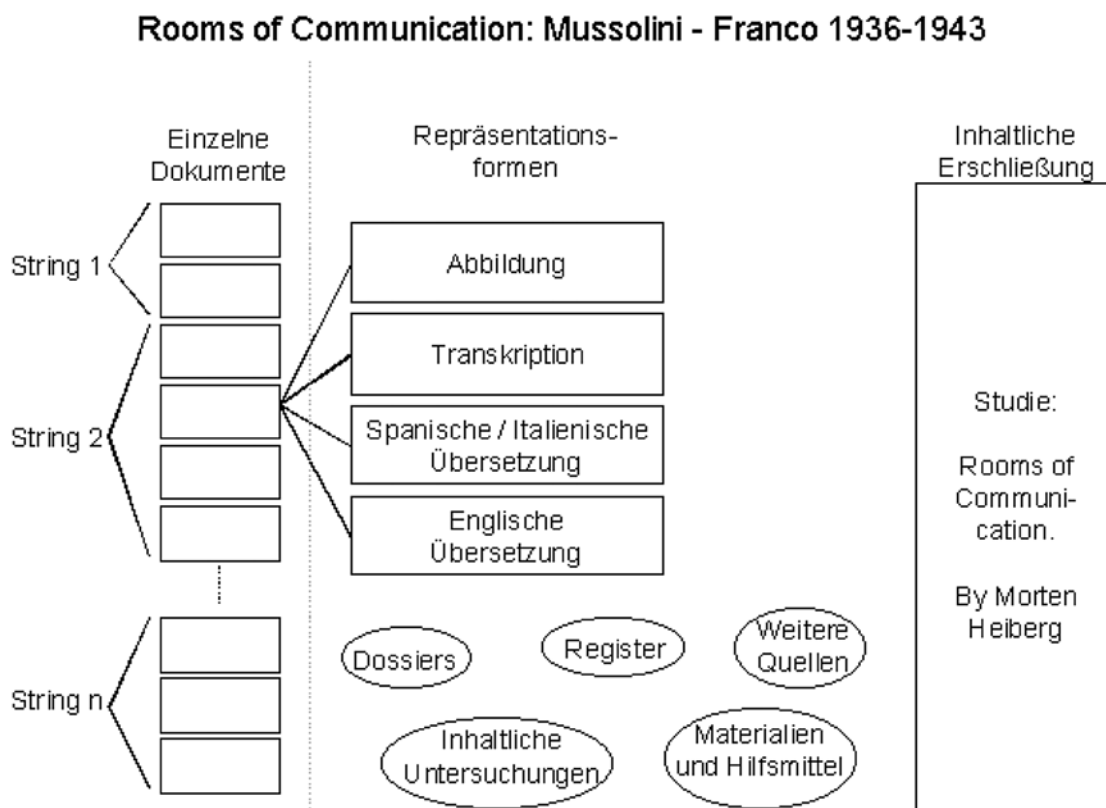 Rooms of Communication: Mussolini - Franco 1936-1943
Einzelne
Dokumente
Repräsentations-
formen
Inhaltliche
Erschließung
String 1
String 2
String n
Abbildung
Transkription
Spanische / Italienische
Übersetzung
Englische
Übersetzung
Dossiers
Register
Weitere
Quellen
Inhaltliche
Untersuchungen
Materialien
und Hilfsmittel
Studie:
Rooms of
Communi-
cation.
By Morten
Heiberg